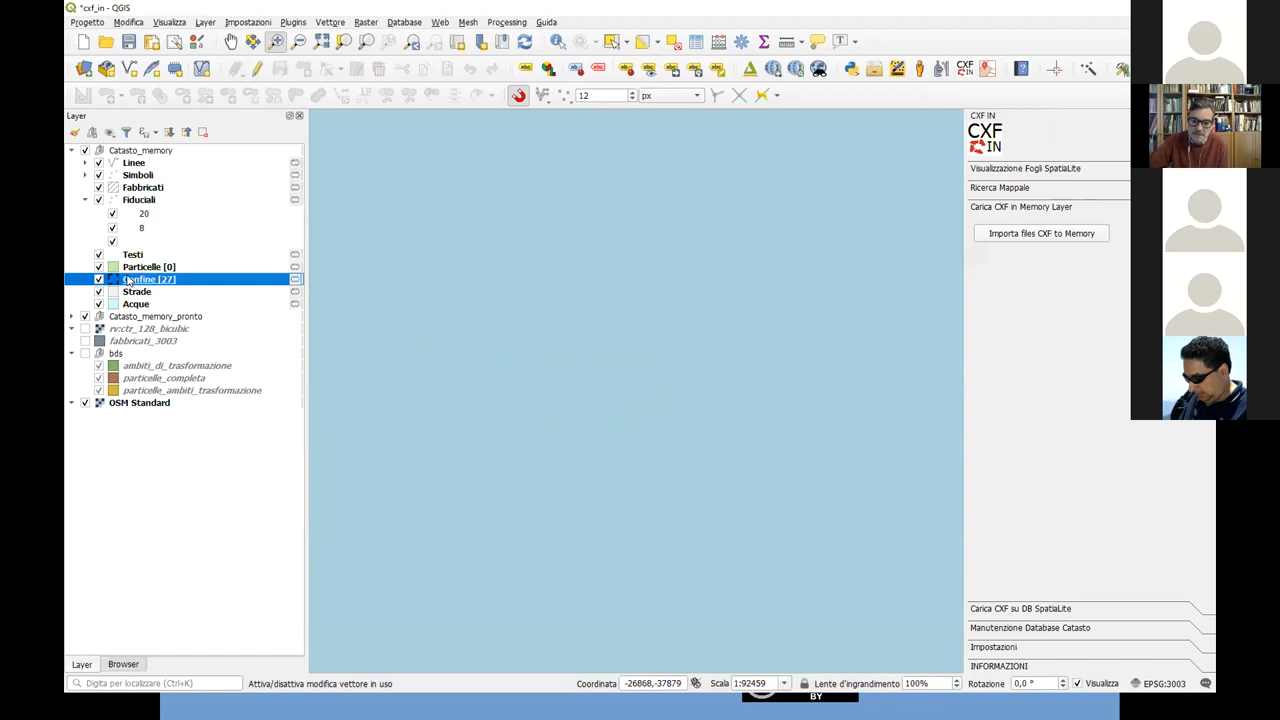 *cxf_in - QGIS
Progetto Modifica Visualizza Layer Impostazioni Plugins Vettore Raster Database Web Mesh Processing Guida
CXF IN
12 px
Layer
Catasto_memory
Linee
Simboli
Fabbricati
Fiduciali
20
8
Testi
Particelle [0]
Confine [27]
Strade
Acque
Catasto_memory_pronto
rv:ctr_128_bicubic
fabbricati_3003
bds
ambiti_di_trasformazione
particelle_completa
particelle_ambiti_trasformazione
OSM Standard
CXF IN
CXF
IN
Visualizzazione Fogli SpatiaLite
Ricerca Mappale
Carica CXF in Memory Layer
Importa files CXF to Memory
Carica CXF su DB SpatiaLite
Manutenzione Database Catasto
Impostazioni
INFORMAZIONI
Layer Browser
Digita per localizzare (Ctrl+K) Attiva/disattiva modifica vettore in uso Coordinata -26868,-37879 Scala 1:92459 Lente d'ingrandimento 100% Rotazione 0,0 ° Visualizza EPSG:3003
BY